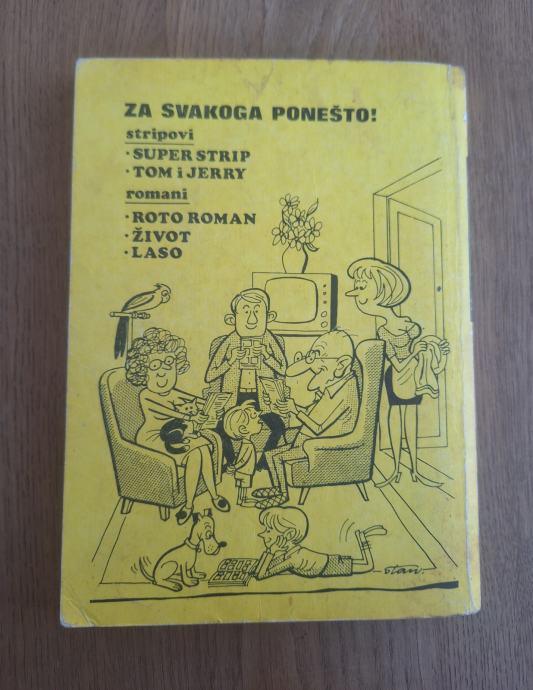 ZA SVAKOGA PONEŠTO!
stripovi
· SUPER STRIP
· TOM i JERRY
romani
· ROTO ROMAN
· ŽIVOT
· LASO